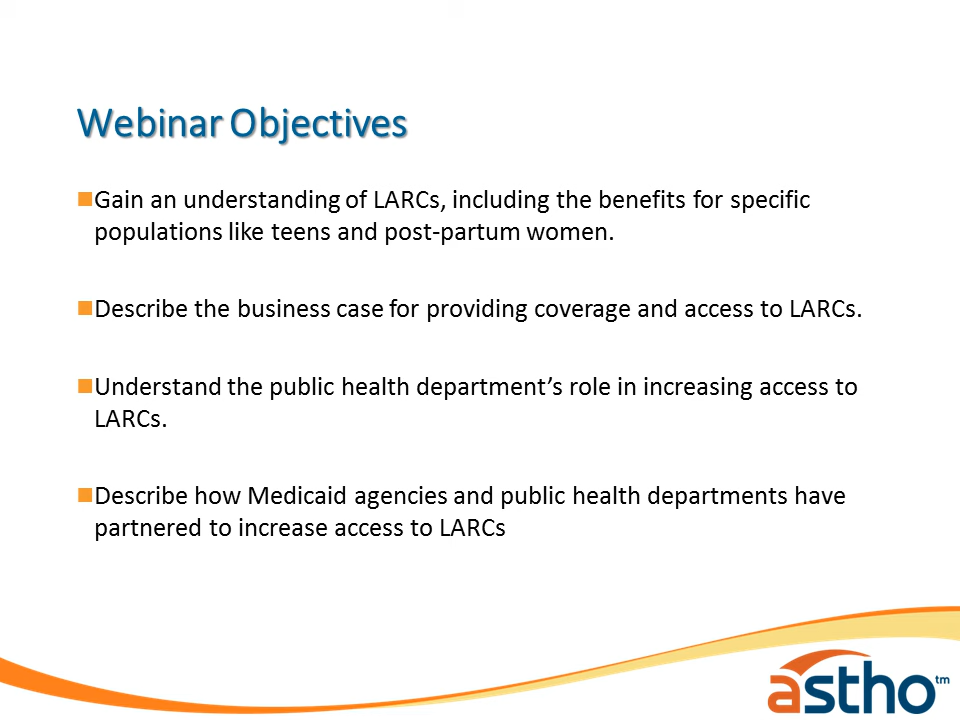 Webinar Objectives
Gain an understanding of LARCs, including the benefits for specific
populations like teens and post-partum women.
Describe the business case for providing coverage and access to LARCs.
Understand the public health department’s role in increasing access to
LARCs.
Describe how Medicaid agencies and public health departments have
partnered to increase access to LARCs
astho™